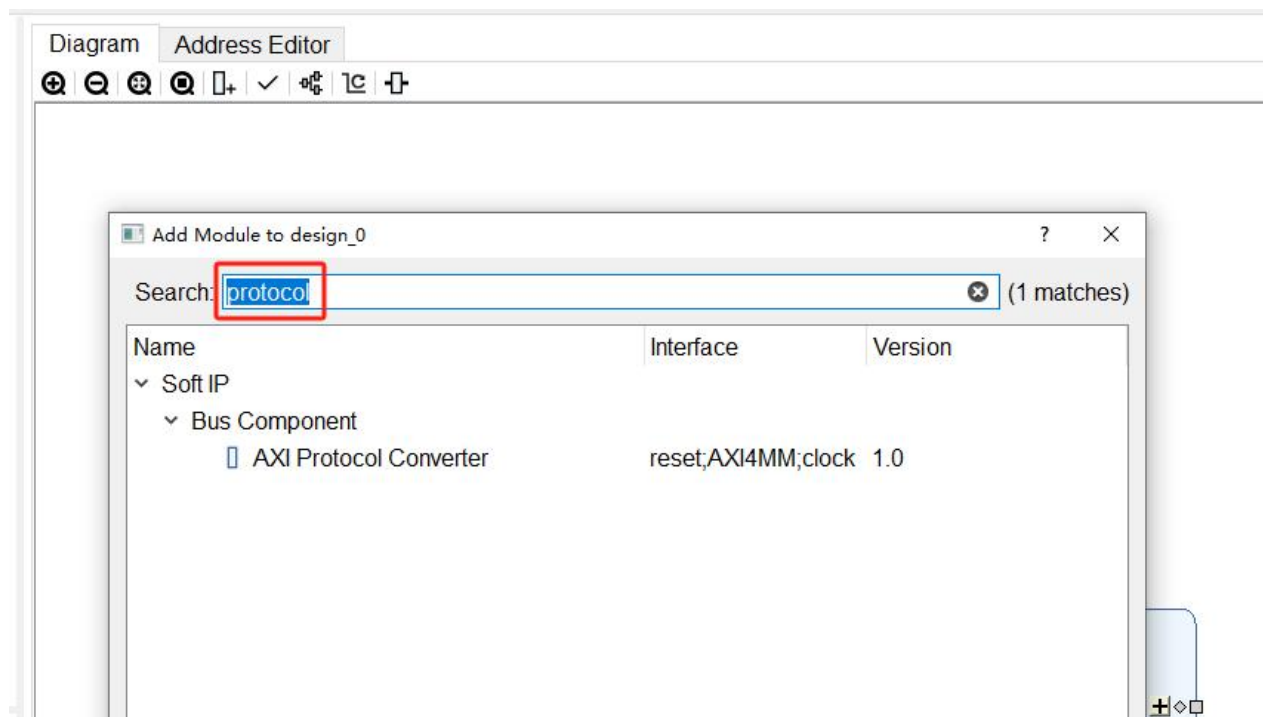 Diagram Address Editor
Add Module to design_0
Search: protocol (1 matches)
Name Interface Version
Soft IP
Bus Component
AXI Protocol Converter reset;AXI4MM;clock 1.0